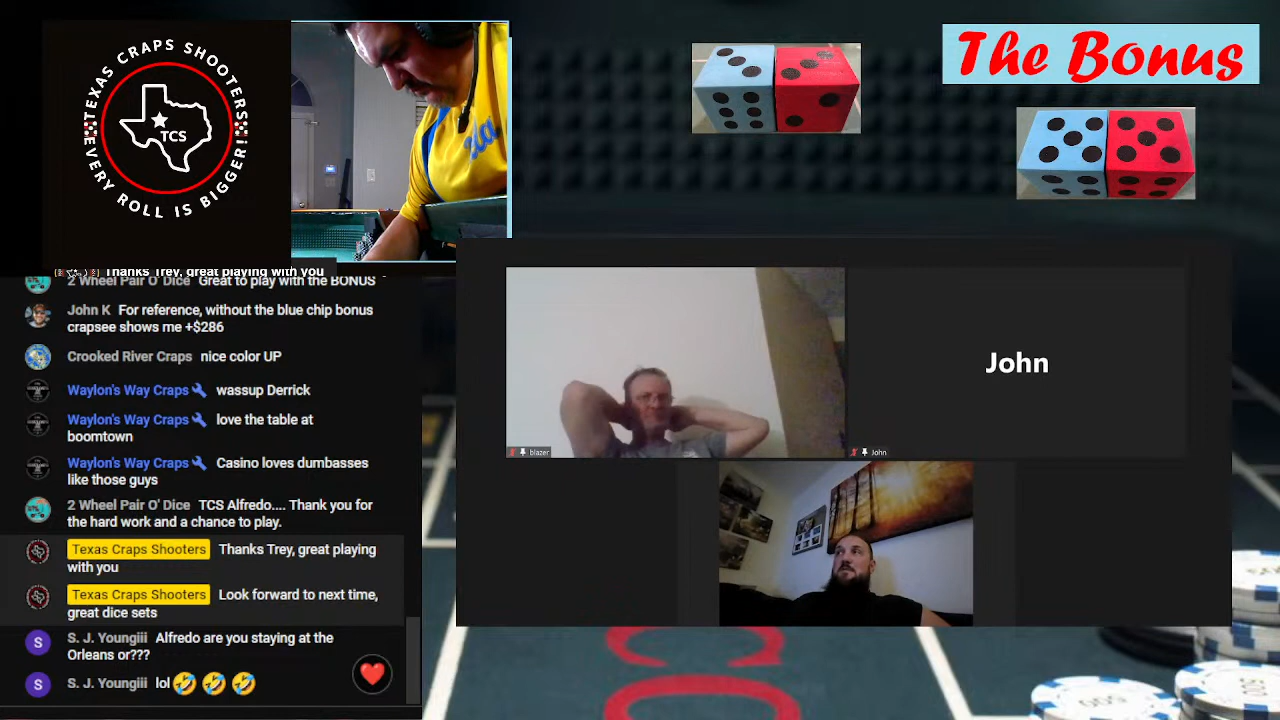 TEXAS CRAPS SHOOTERS
TCS
EVERY ROLL IS BIGGER!
The Bonus
Thanks Trey, great playing with you
2 Wheel Pair O' Dice Great to play with the BONUS
John K For reference, without the blue chip bonus
crapsee shows me +$286
Crooked River Craps nice color UP
Waylon's Way Craps wassup Derrick
Waylon's Way Craps love the table at
boomtown
Waylon's Way Craps Casino loves dumbasses
like those guys
2 Wheel Pair O' Dice TCS Alfredo.... Thank you for
the hard work and a chance to play.
Texas Craps Shooters Thanks Trey, great playing
with you
Texas Craps Shooters Look forward to next time,
great dice sets
S S. J. Youngiii Alfredo are you staying at the
Orleans or???
S S. J. Youngiii lol🤣🤣🤣
blazer
John
John
500